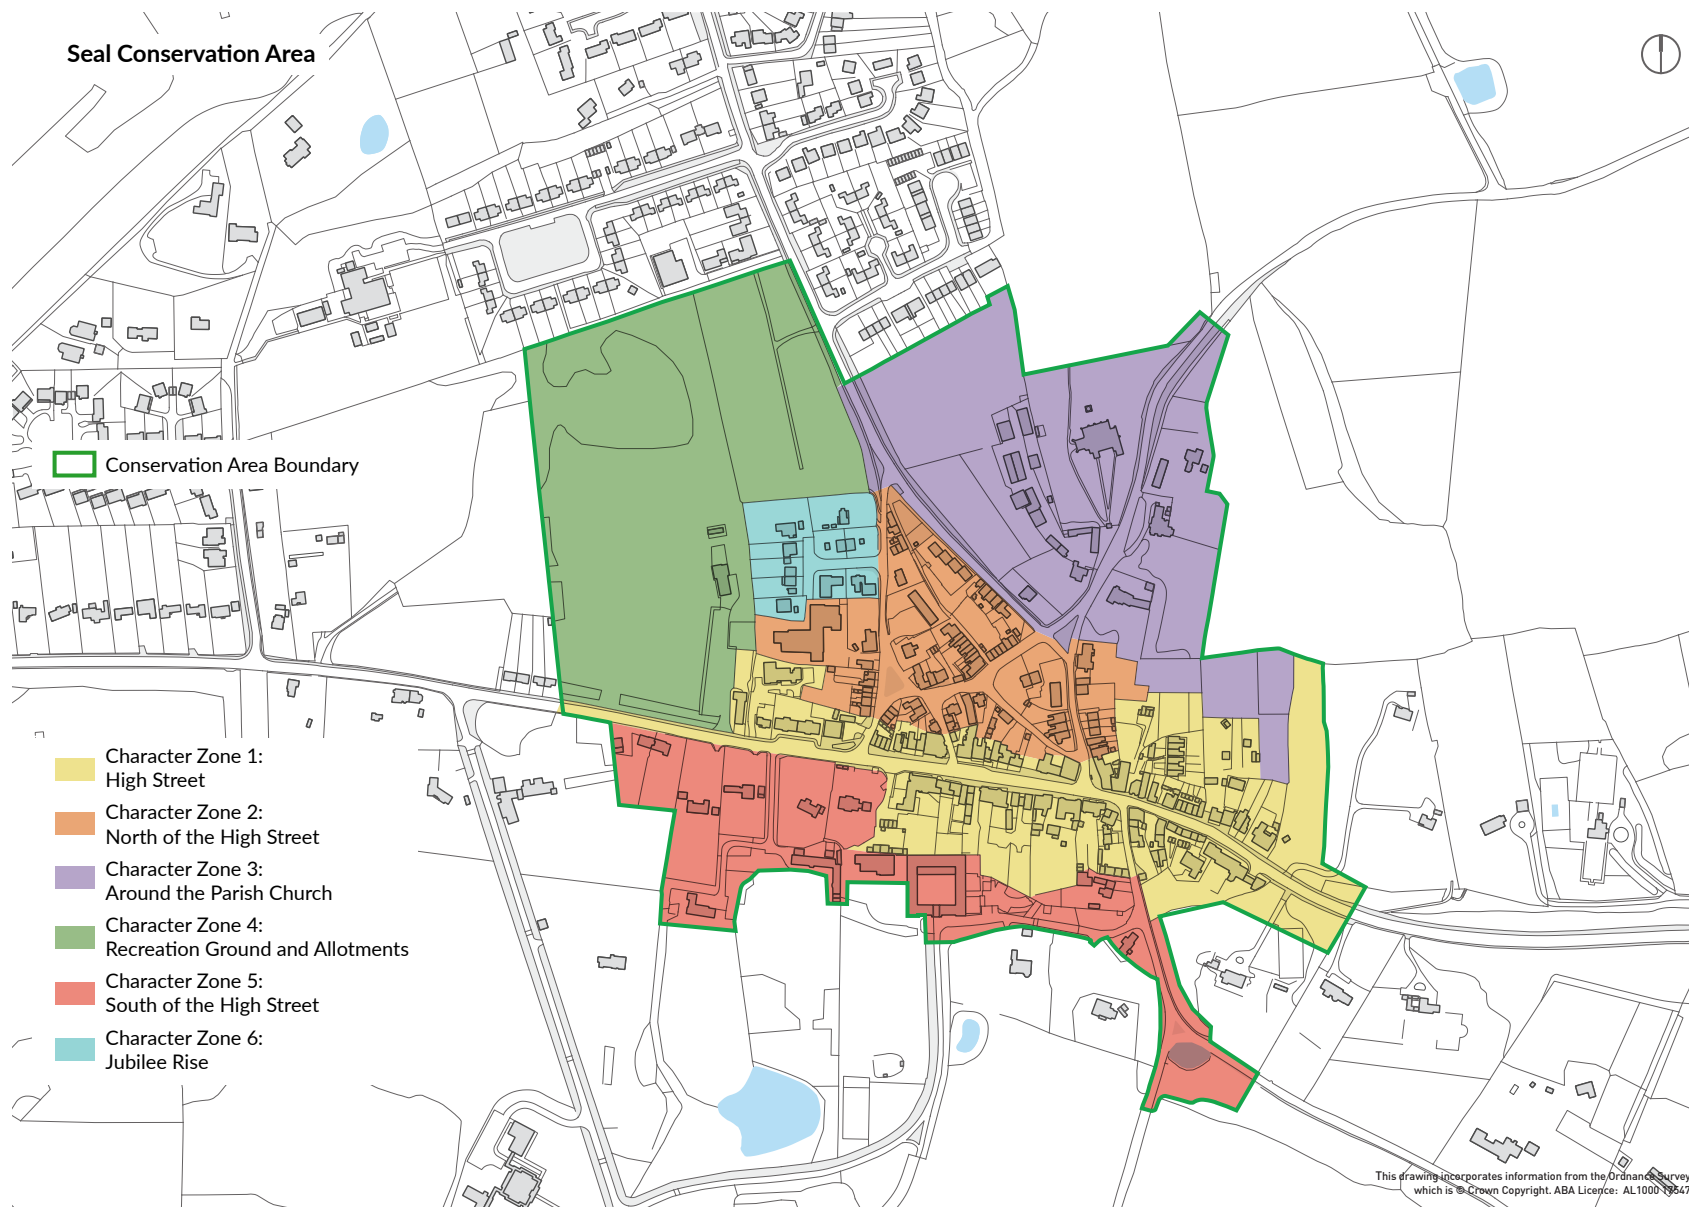 Seal Conservation Area
Conservation Area Boundary
Character Zone 1:
High Street
Character Zone 2:
North of the High Street
Character Zone 3:
Around the Parish Church
Character Zone 4:
Recreation Ground and Allotments
Character Zone 5:
South of the High Street
Character Zone 6:
Jubilee Rise
This drawing incorporates information from the Ordnance Survey
which is © Crown Copyright. ABA Licence: AL1000 17547